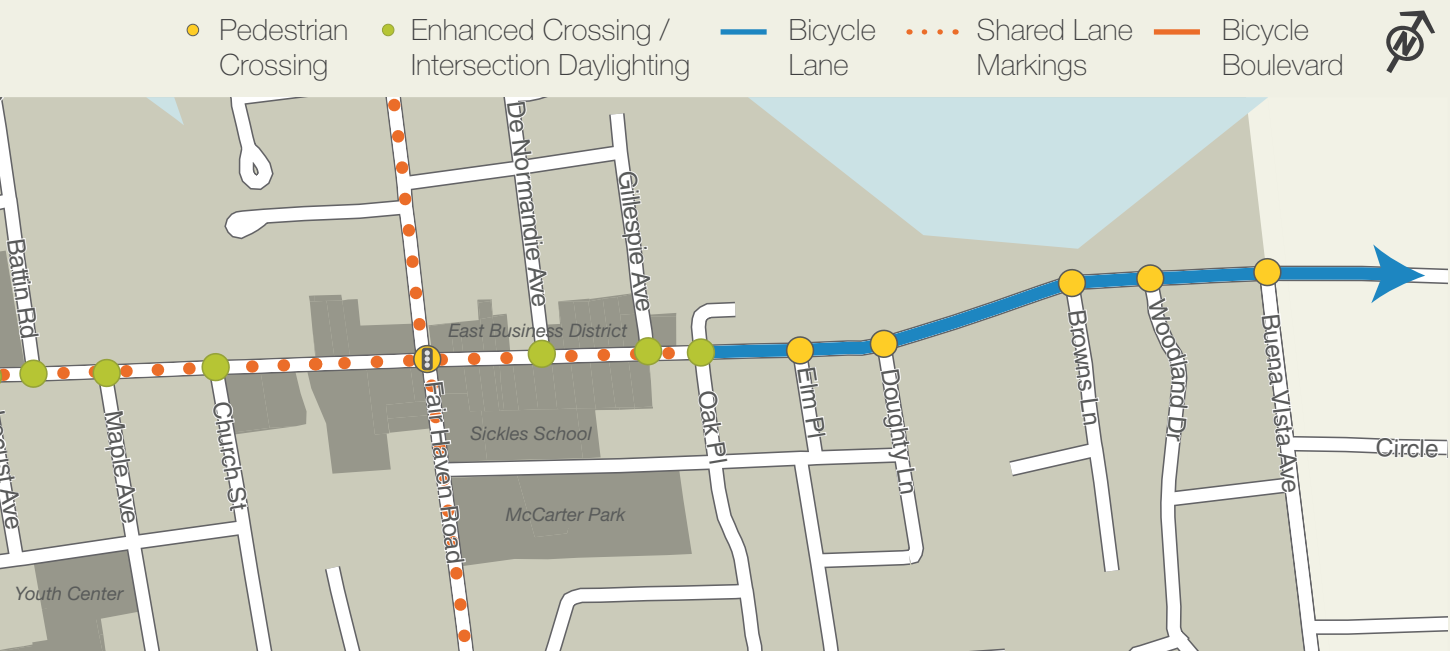 Pedestrian
Crossing
Enhanced Crossing /
Intersection Daylighting
Bicycle
Lane
Shared Lane
Markings
Bicycle
Boulevard
N
De Normandie Ave
Gillespie Ave
Battin Rd
East Business District
Browns Ln
Woodland Dr
Buena Vista Ave
Elm Pl
Doughty Ln
Oak Pl
Maple Ave
Church St
Fair Haven Road
Sickles School
Circle
Ave
McCarter Park
Youth Center